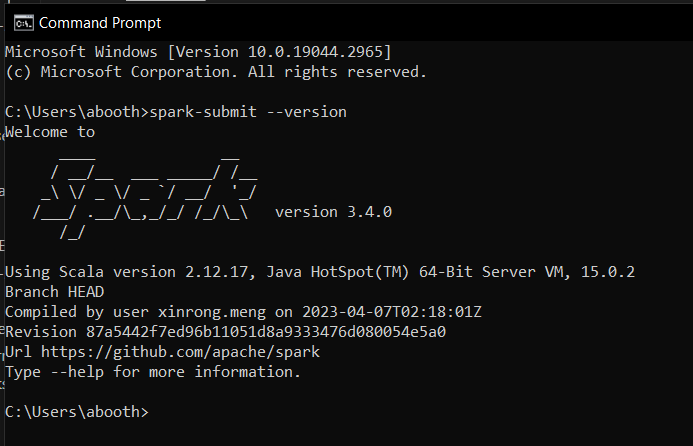 Command Prompt
Microsoft Windows [Version 10.0.19044.2965]
(c) Microsoft Corporation. All rights reserved.
C:\Users\abooth>spark-submit --version
Welcome to
      ____              __
     / __/__  ___ _____/ /__
    _\ \/ _ \/ _ `/ __/  '_/
   /___/ .__/\_,_/_/ /_/\_\   version 3.4.0
      /_/
Using Scala version 2.12.17, Java HotSpot(TM) 64-Bit Server VM, 15.0.2
Branch HEAD
Compiled by user xinrong.meng on 2023-04-07T02:18:01Z
Revision 87a5442f7ed96b11051d8a9333476d080054e5a0
Url https://github.com/apache/spark
Type --help for more information.
C:\Users\abooth>